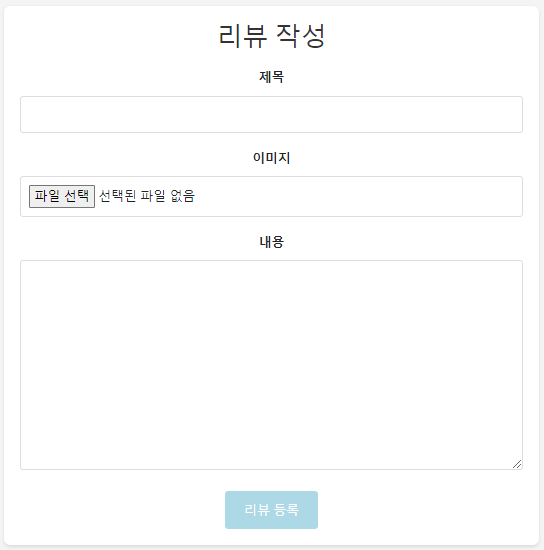 리뷰 작성
제목
이미지
파일 선택 선택된 파일 없음
내용
리뷰 등록